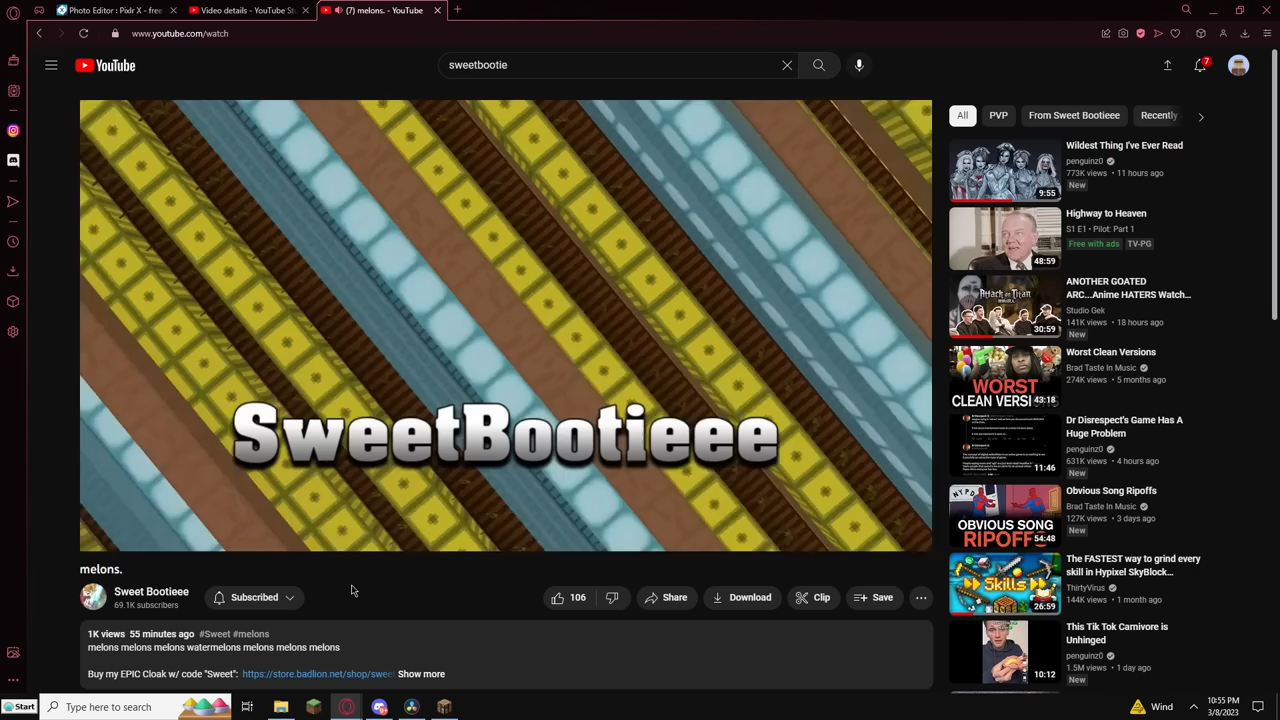 Photo Editor : Pixlr X - free
Video details - YouTube St
(7) melons. - YouTube
www.youtube.com/watch
YouTube
sweetbootie
7
All
PVP
From Sweet Bootieee
Recently
SweetBootieee
9:55
Wildest Thing I've Ever Read
penguinz0
773K views • 11 hours ago
New
48:59
Highway to Heaven
S1 E1 • Pilot: Part 1
Free with ads
TV-PG
Attack on Titan
30:59
ANOTHER GOATED
ARC...Anime HATERS Watch...
Studio Gek
141K views • 18 hours ago
New
WORST
CLEAN VERSI
43:18
Worst Clean Versions
Brad Taste In Music
274K views • 5 months ago
11:46
Dr Disrespect's Game Has A
Huge Problem
penguinz0
631K views • 4 hours ago
New
NYPD
OBVIOUS SONG
RIPOFF
54:48
Obvious Song Ripoffs
Brad Taste In Music
127K views • 3 days ago
New
Skills
26:59
The FASTEST way to grind every
skill in Hypixel SkyBlock...
ThirtyVirus
144K views • 1 month ago
10:12
This Tik Tok Carnivore is
Unhinged
penguinz0
1.5M views • 1 day ago
New
melons.
Sweet Bootieee
69.1K subscribers
Subscribed
106
Share
Download
Clip
Save
1K views 55 minutes ago #Sweet #melons
melons melons melons watermelons melons melons melons
Buy my EPIC Cloak w/ code "Sweet": https://store.badlion.net/shop/swee Show more
Start
Type here to search
Wind
10:55 PM
3/8/2023